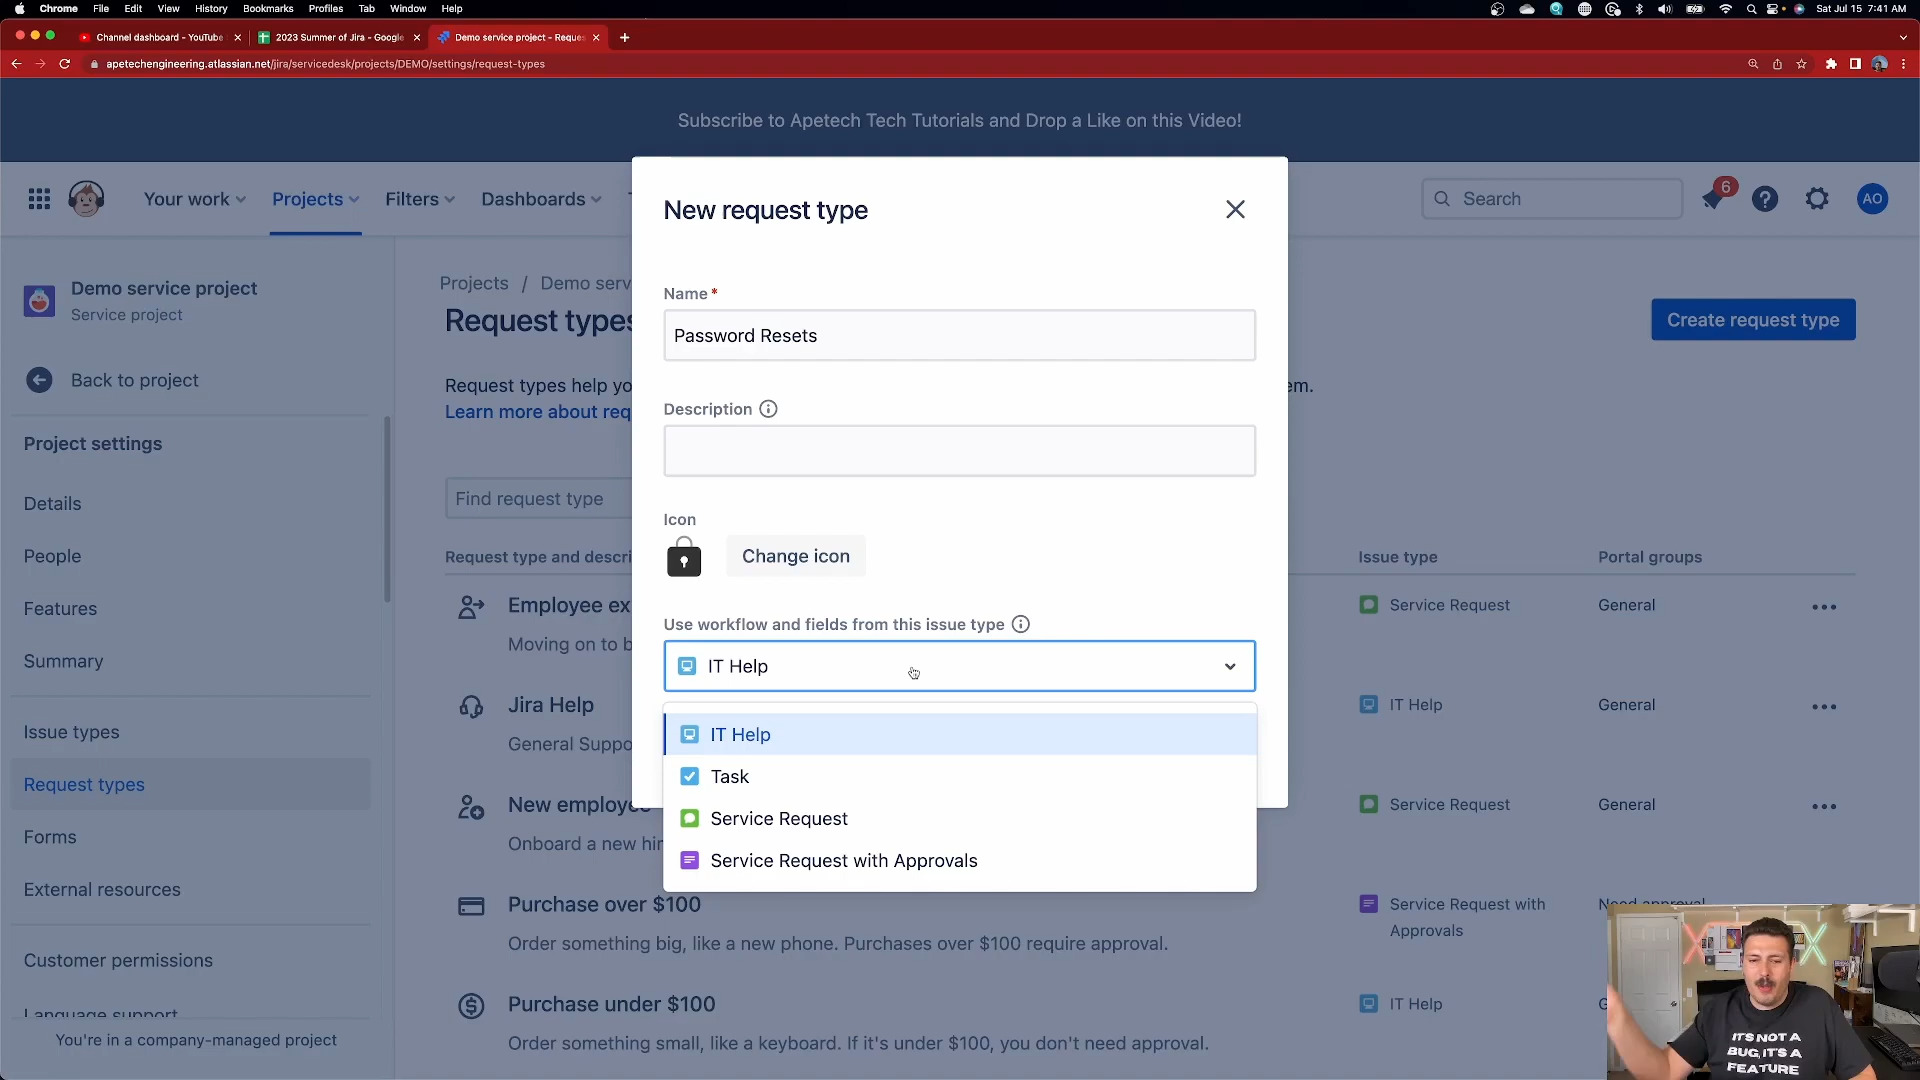 Chrome File Edit View History Bookmarks Profiles Tab Window Help Sat Jul 15 7:41 AM
Channel dashboard - YouTube 2023 Summer of Jira - Google Demo service project - Reques
apetechengineering.atlassian.net/jira/servicedesk/projects/DEMO/settings/request-types
Subscribe to Apetech Tech Tutorials and Drop a Like on this Video!
Your work Projects Filters Dashboards Search 6 AO
New request type
Demo service project
Service project
Back to project
Project settings
Details
People
Features
Summary
Issue types
Request types
Forms
External resources
Customer permissions
Language support
You're in a company-managed project
Projects / Demo serv
Request types
Create request type
Request types help yo em.
Learn more about req
Find request type
Request type and descri Issue type Portal groups
Employee ex Service Request General
Moving on to b
Jira Help IT Help General
General Suppo
New employee Service Request General
Onboard a new hir
Purchase over $100 Service Request with Approvals Need approval
Order something big, like a new phone. Purchases over $100 require approval.
Purchase under $100 IT Help G
Order something small, like a keyboard. If it's under $100, you don't need approval.
Name *
Password Resets
Description
Icon
Change icon
Use workflow and fields from this issue type
IT Help
IT Help
Task
Service Request
Service Request with Approvals
IT'S NOT A
BUG, IT'S A
FEATURE